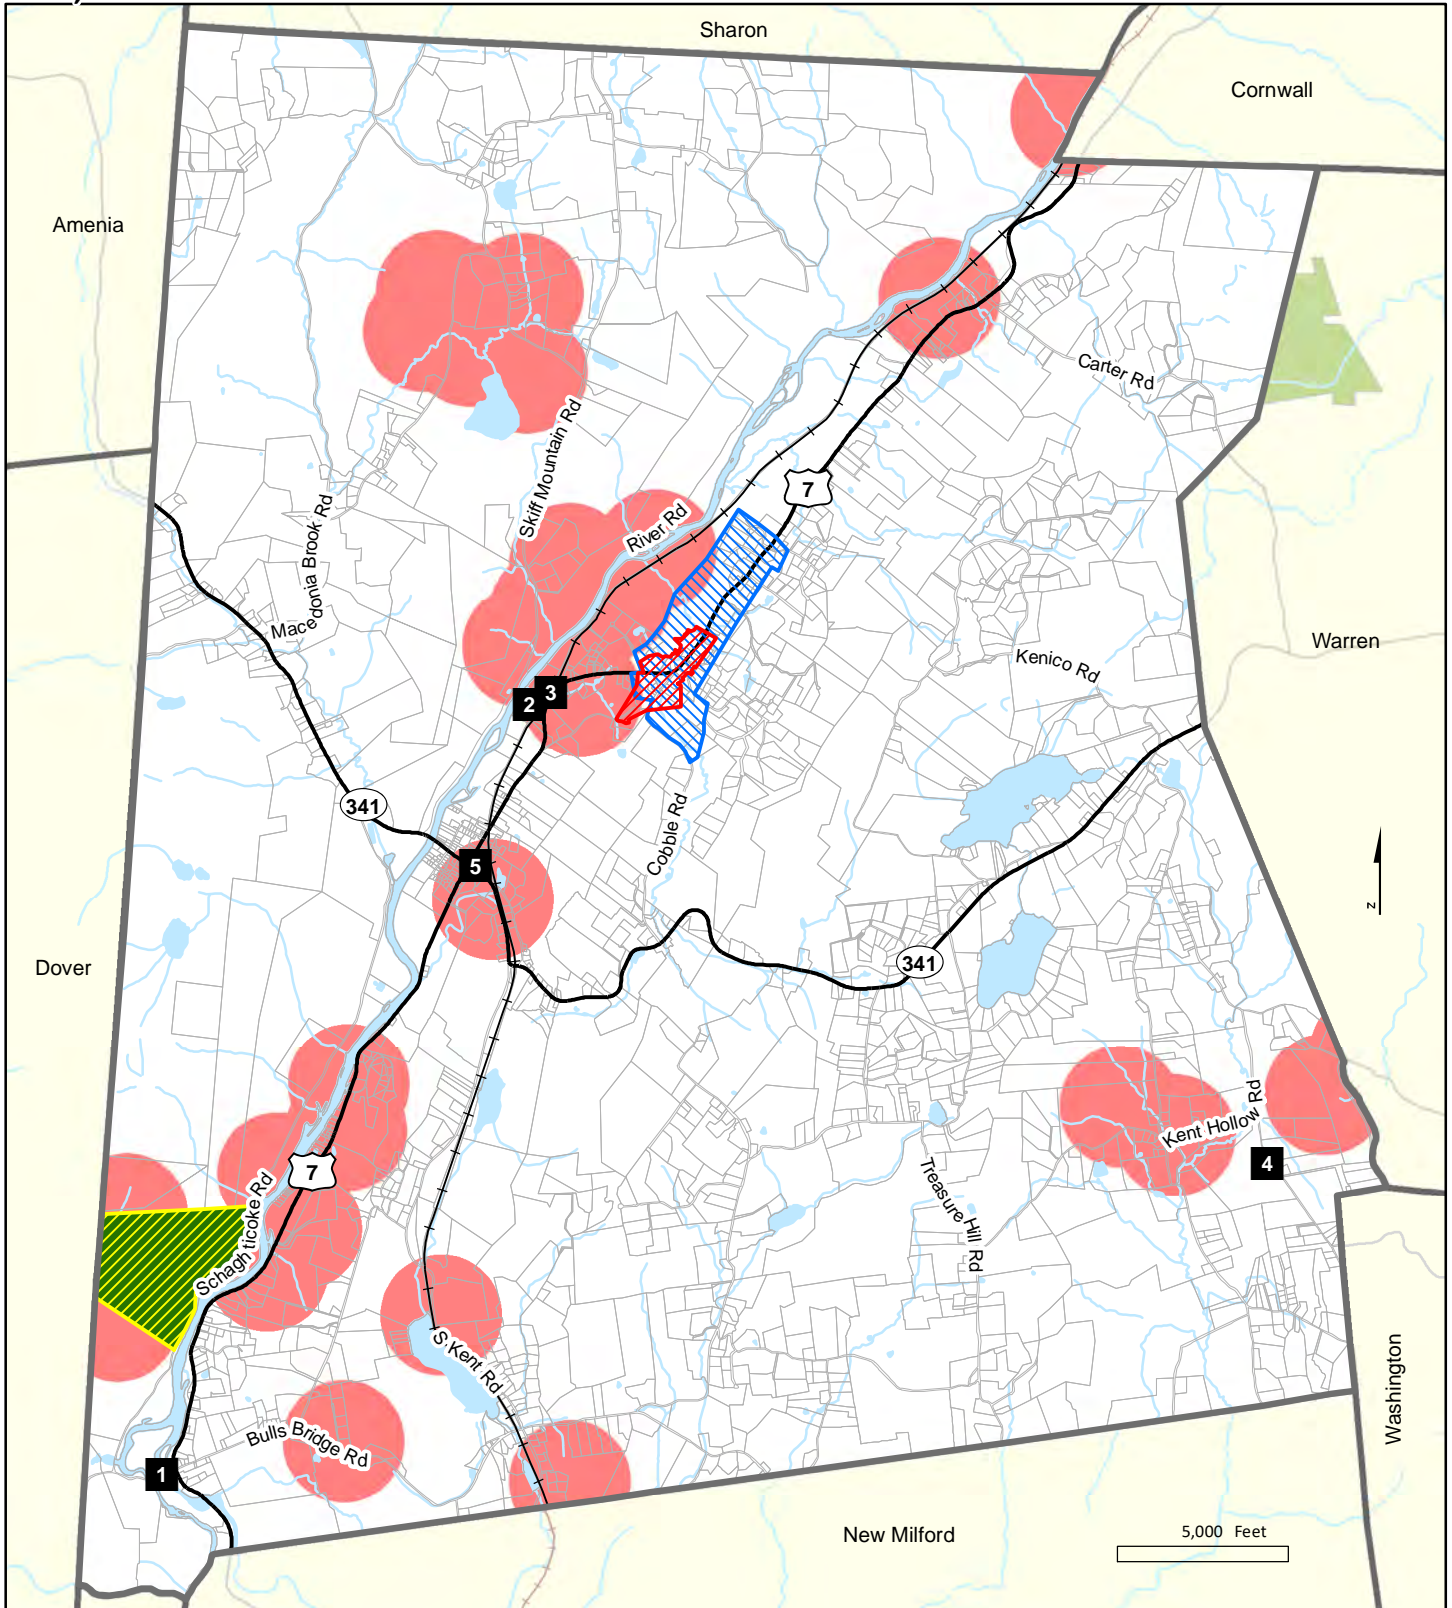 Sharon
Cornwall
Amenia
Carter Rd
Skiff Mountain Rd
7
River Rd
Macedonia Brook Rd
Warren
Kenico Rd
3
2
341
Cobble Rd
5
z
341
Dover
Kent Hollow Rd
4
7
Treasure Hill Rd
Schaghticoke Rd
S Kent Rd
Washington
Bulls Bridge Rd
1
New Milford
5,000 Feet